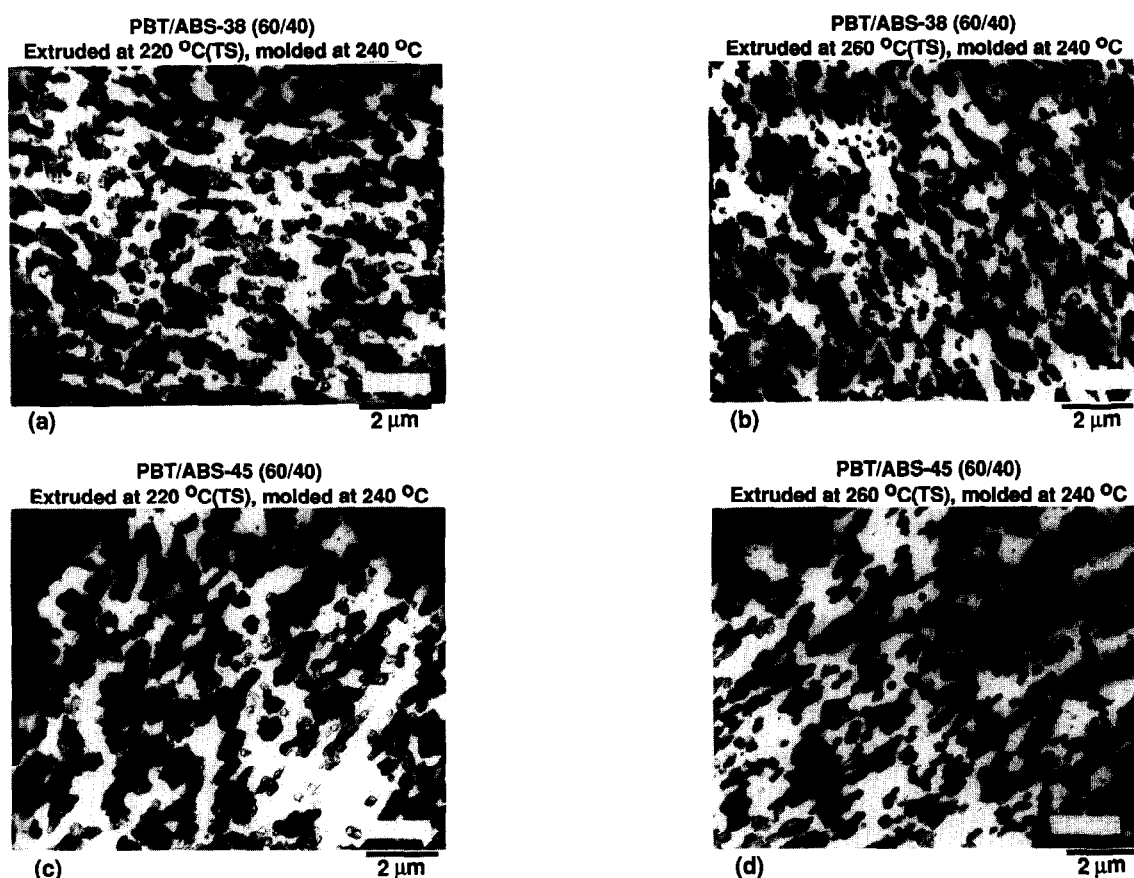 PBT/ABS-38 (60/40)
Extruded at 220 °C(TS), molded at 240 °C
(a)
2 μm
PBT/ABS-38 (60/40)
Extruded at 260 °C(TS), molded at 240 °C
(b)
2 μm
PBT/ABS-45 (60/40)
Extruded at 220 °C(TS), molded at 240 °C
(c)
2 μm
PBT/ABS-45 (60/40)
Extruded at 260 °C(TS), molded at 240 °C
(d)
2 μm